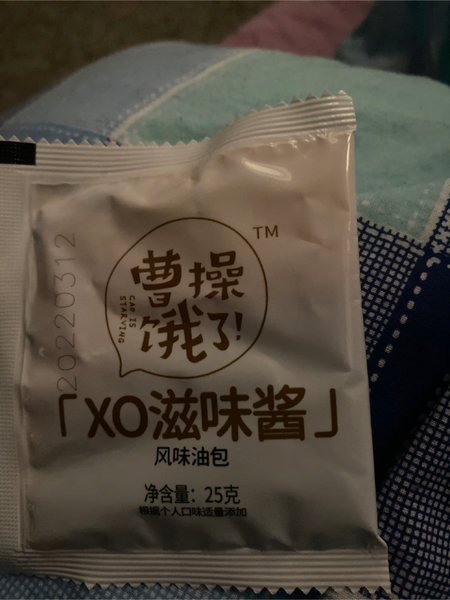 TM
曹操
饿了!
CAO IS
STARVING
20220312
「XO滋味酱」
风味油包
净含量：25克
根据个人口味适量添加